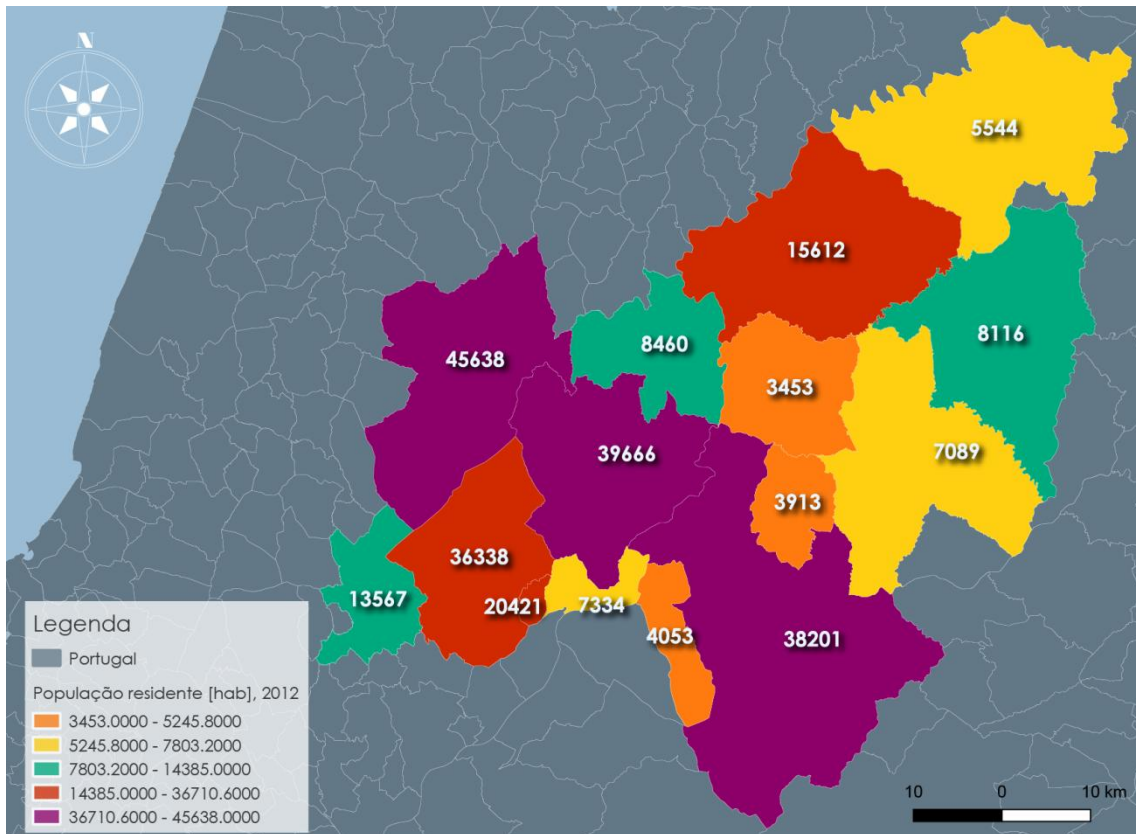 N
5544
15612
8116
8460
45638
3453
7089
39666
3913
36338
13567
20421
7334
4053
38201
Legenda
Portugal
População residente [hab], 2012
3453.0000 - 5245.8000
5245.8000 - 7803.2000
7803.2000 - 14385.0000
14385.0000 - 36710.6000
36710.6000 - 45638.0000
10 0 10 km